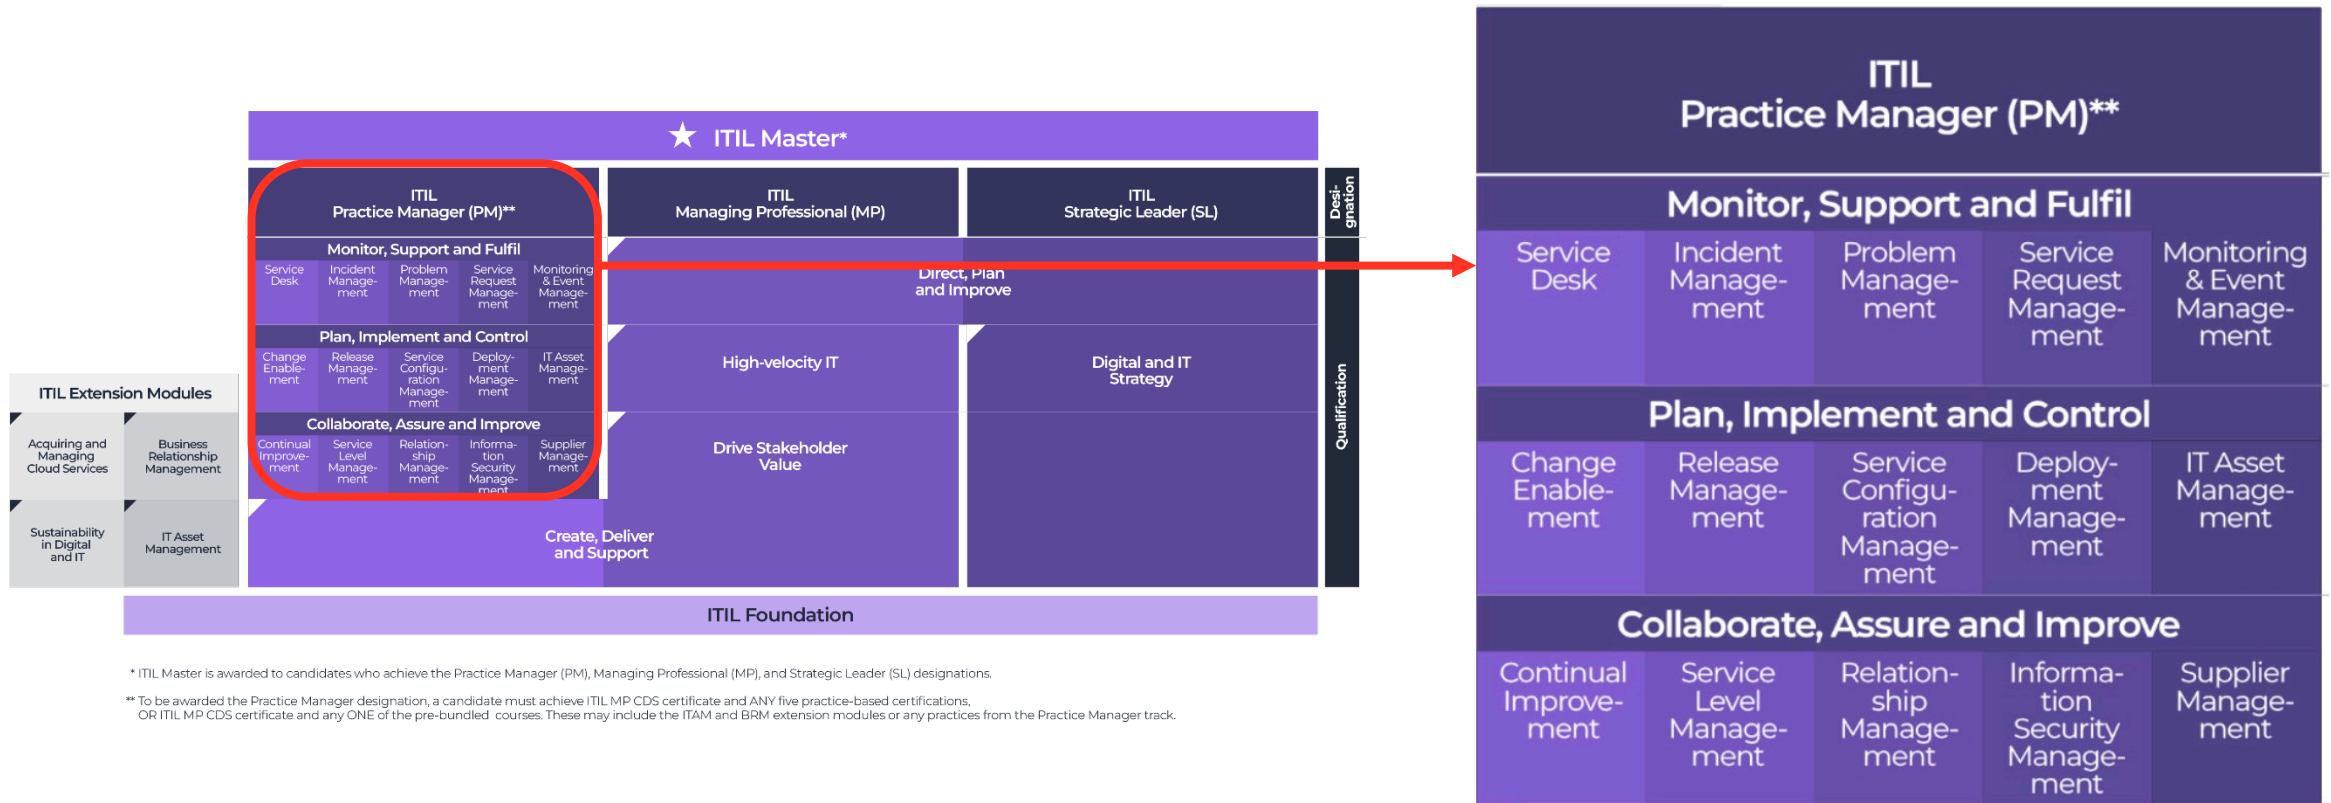 ★ ITIL Master*
ITIL
Practice Manager (PM)**
ITIL
Managing Professional (MP)
ITIL
Strategic Leader (SL)
Desi-
gnation
Monitor, Support and Fulfil
Service
Desk
Incident
Manage-
ment
Problem
Manage-
ment
Service
Request
Manage-
ment
Monitoring
& Event
Manage-
ment
Direct, Plan
and Improve
Plan, Implement and Control
Change
Enable-
ment
Release
Manage-
ment
Service
Configu-
ration
Manage-
ment
Deploy-
ment
Manage-
ment
IT Asset
Manage-
ment
High-velocity IT
Digital and IT
Strategy
Qualification
Collaborate, Assure and Improve
Continual
Improve-
ment
Service
Level
Manage-
ment
Relation-
ship
Manage-
ment
Informa-
tion
Security
Manage-
ment
Supplier
Manage-
ment
Drive Stakeholder
Value
ITIL Extension Modules
Acquiring and
Managing
Cloud Services
Business
Relationship
Management
Sustainability
in Digital
and IT
IT Asset
Management
Create, Deliver
and Support
ITIL Foundation
* ITIL Master is awarded to candidates who achieve the Practice Manager (PM), Managing Professional (MP), and Strategic Leader (SL) designations.
** To be awarded the Practice Manager designation, a candidate must achieve ITIL MP CDS certificate and ANY five practice-based certifications,
OR ITIL MP CDS certificate and any ONE of the pre-bundled courses. These may include the ITAM and BRM extension modules or any practices from the Practice Manager track.
ITIL
Practice Manager (PM)**
Monitor, Support and Fulfil
Service
Desk
Incident
Manage-
ment
Problem
Manage-
ment
Service
Request
Manage-
ment
Monitoring
& Event
Manage-
ment
Plan, Implement and Control
Change
Enable-
ment
Release
Manage-
ment
Service
Configu-
ration
Manage-
ment
Deploy-
ment
Manage-
ment
IT Asset
Manage-
ment
Collaborate, Assure and Improve
Continual
Improve-
ment
Service
Level
Manage-
ment
Relation-
ship
Manage-
ment
Informa-
tion
Security
Manage-
ment
Supplier
Manage-
ment